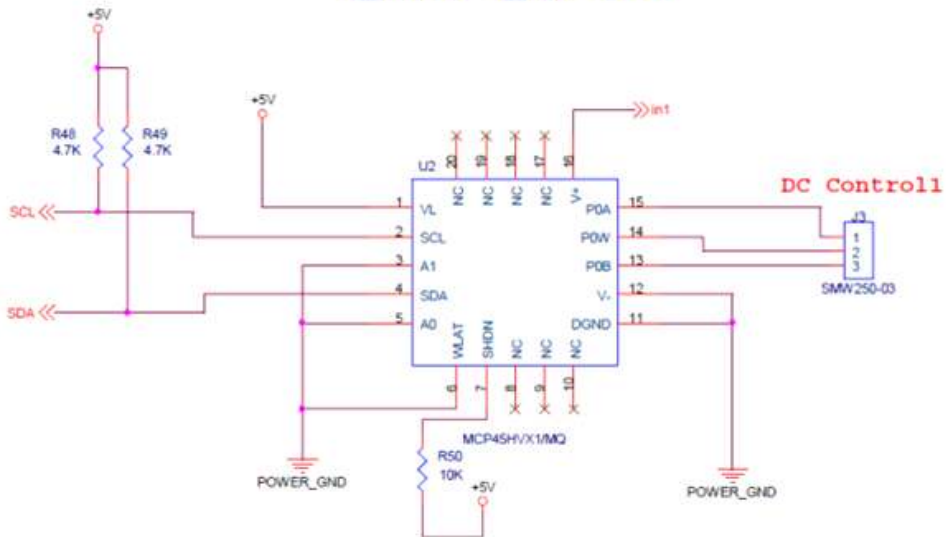 +5V
R48
4.7K
R49
4.7K
+5V
in1
SCL
SDA
U2
20
19
18
17
16
NC
NC
NC
NC
V+
1
VL
2
SCL
3
A1
4
SDA
5
A0
P0A
15
P0W
14
P0B
13
V-
12
DGND
11
WLAT
SHDN
NC
NC
NC
6
7
8
9
10
DC Control1
J3
1
2
3
SMW250-03
MCP45HVX1/MQ
R50
10K
+5V
POWER_GND
POWER_GND